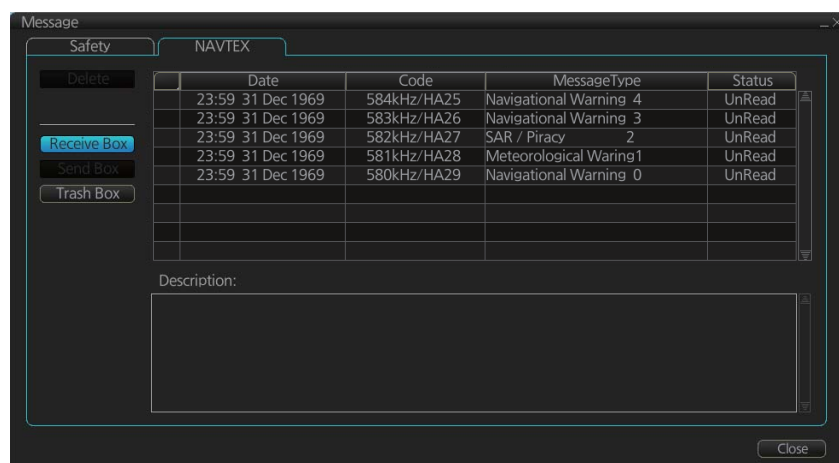 Message
Safety NAVTEX
Delete
Date Code MessageType Status
23:59 31 Dec 1969 584kHz/HA25 Navigational Warning 4 UnRead
23:59 31 Dec 1969 583kHz/HA26 Navigational Warning 3 UnRead
Receive Box
23:59 31 Dec 1969 582kHz/HA27 SAR / Piracy 2 UnRead
23:59 31 Dec 1969 581kHz/HA28 Meteorological Waring1 UnRead
Send Box
23:59 31 Dec 1969 580kHz/HA29 Navigational Warning 0 UnRead
Trash Box
Description:
Close